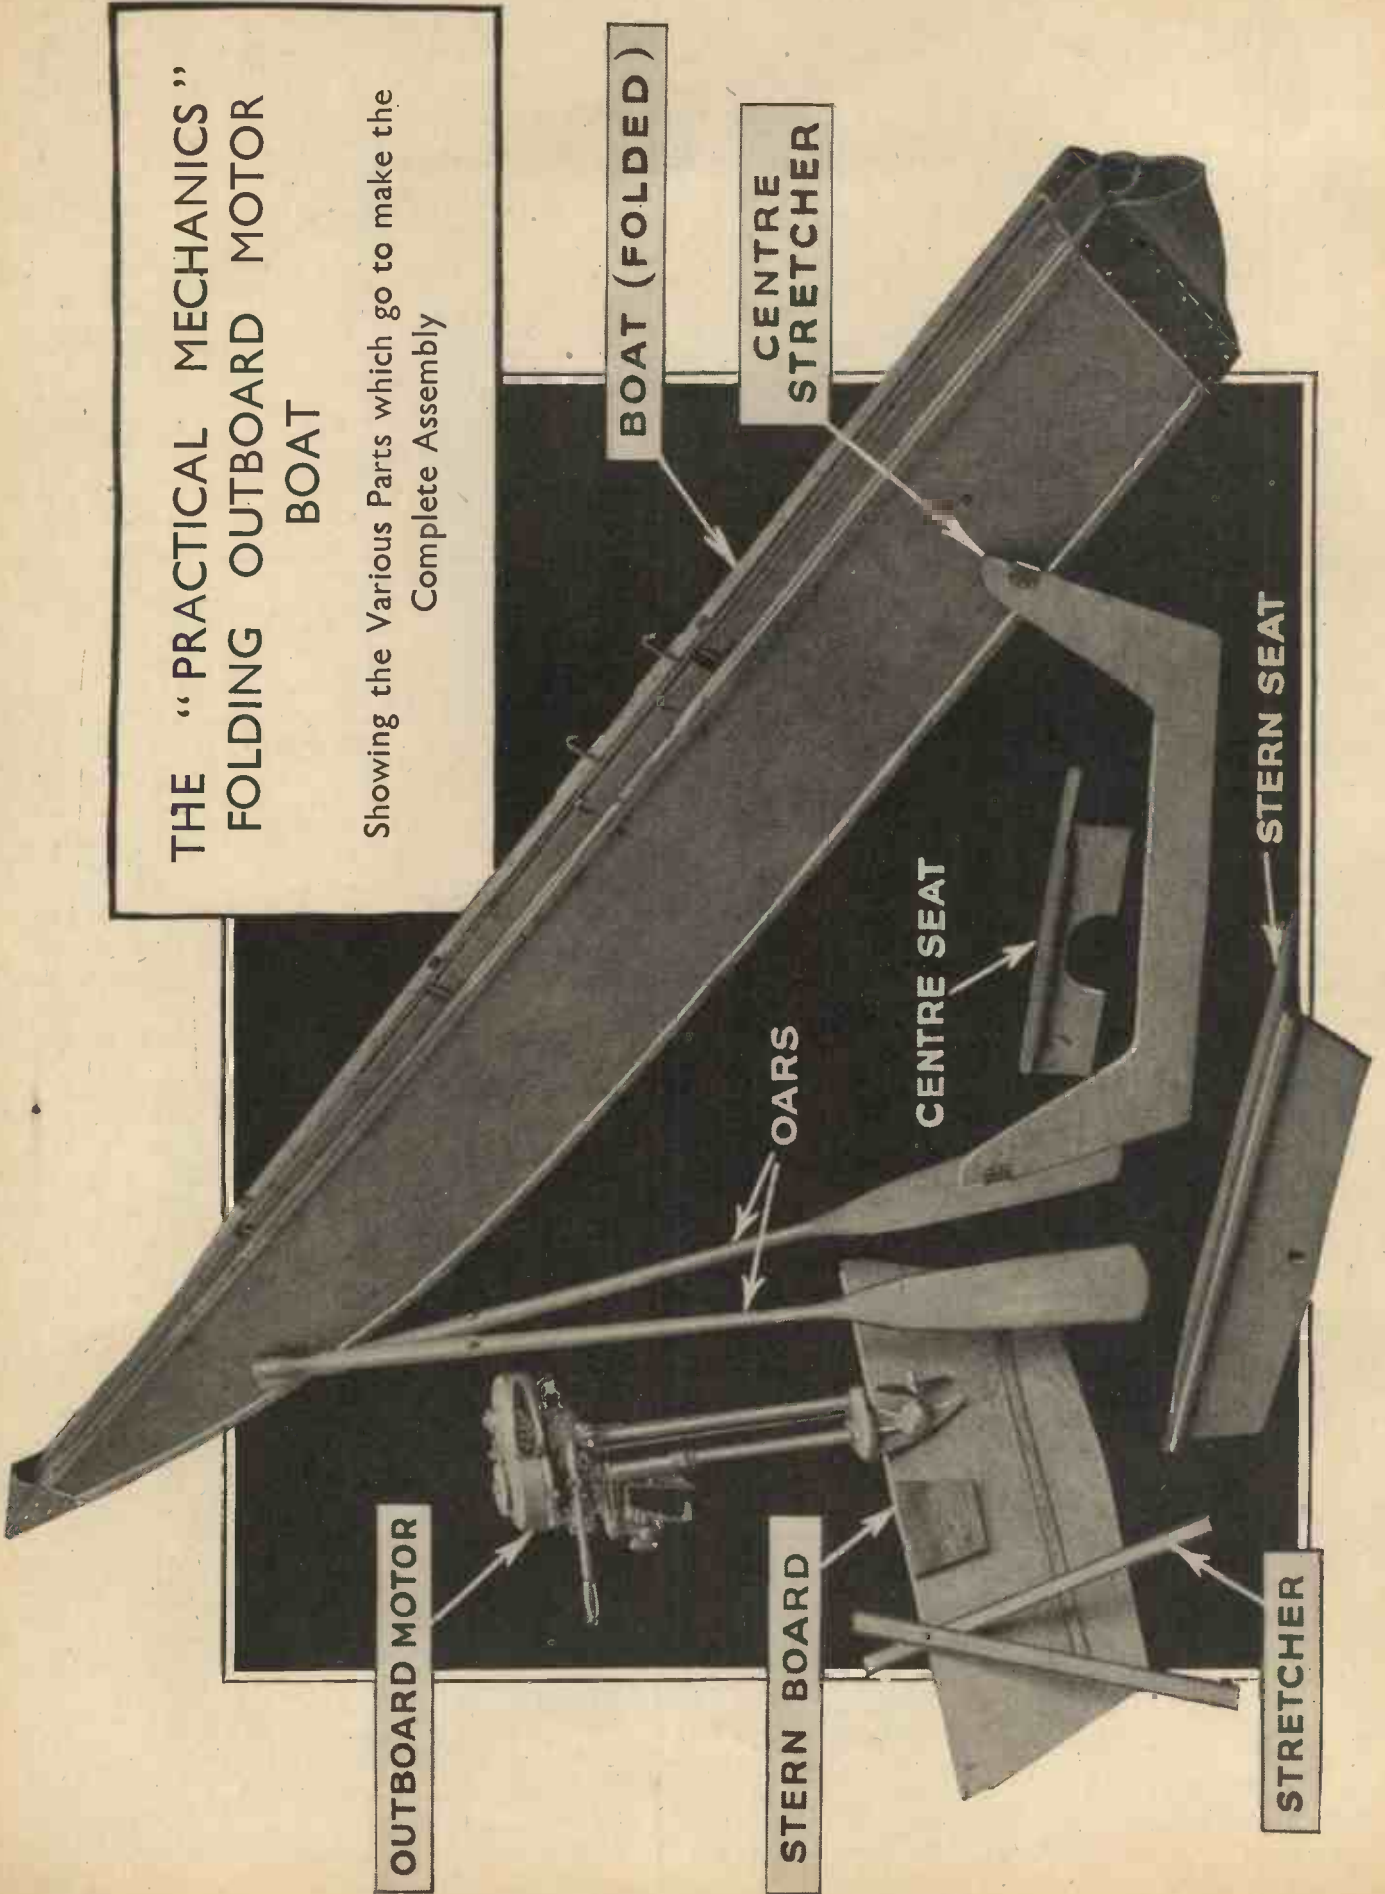 THE "PRACTICAL MECHANICS"
FOLDING OUTBOARD MOTOR
BOAT
Showing the Various Parts which go to make the
Complete Assembly
BOAT (FOLDED)
CENTRE
STRETCHER
OUTBOARD MOTOR
OARS
CENTRE SEAT
STERN BOARD
STERN SEAT
STRETCHER